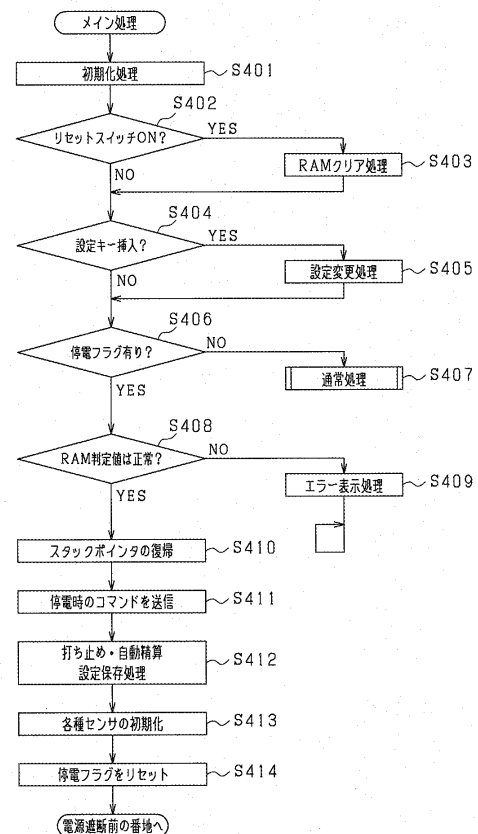 メイン処理
初期化処理
S401
S402
リセットスイッチON?
YES
RAMクリア処理
S403
NO
S404
設定キー挿入?
YES
設定変更処理
S405
NO
S406
停電フラグ有り?
NO
通常処理
S407
YES
S408
RAM判定値は正常?
NO
エラー表示処理
S409
YES
スタックポインタの復帰
S410
停電時のコマンドを送信
S411
打ち止め・自動精算
設定保存処理
S412
各種センサの初期化
S413
停電フラグをリセット
S414
電源遮断前の番地へ